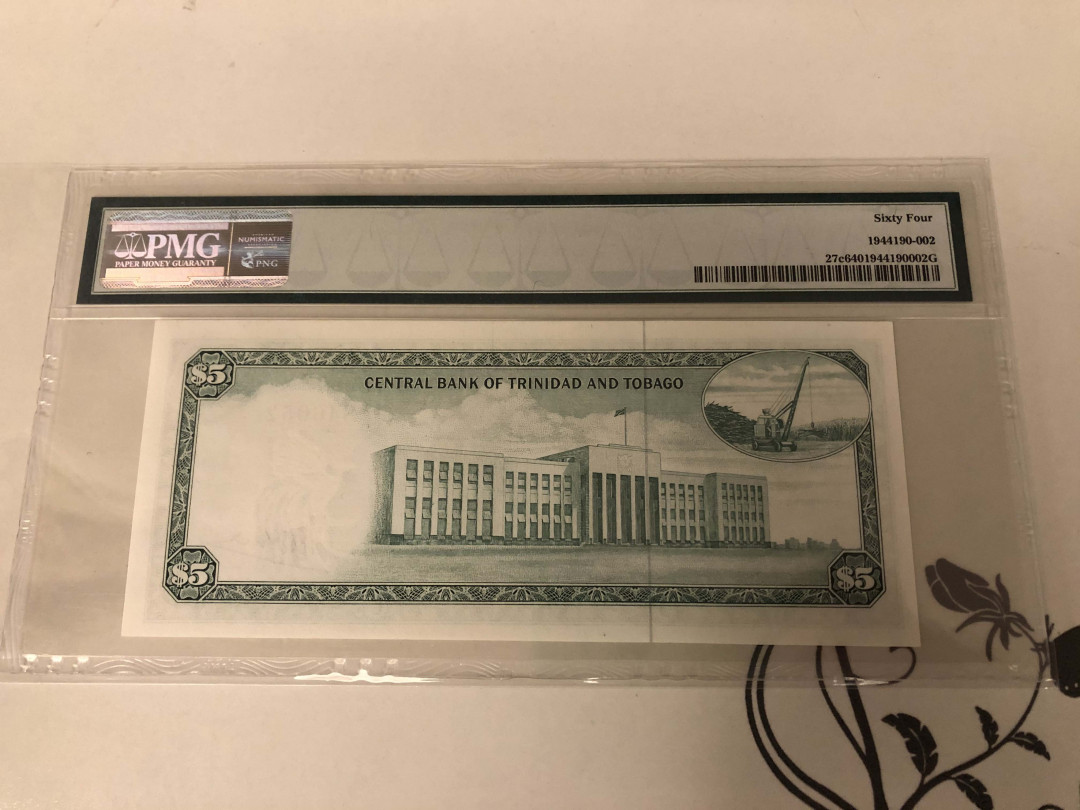 PMG
PAPER MONEY GUARANTY
NUMISMATIC
PNG
Sixty Four
1944190-002
27c6401944190002G
$5
CENTRAL BANK OF TRINIDAD AND TOBAGO
$5
$5